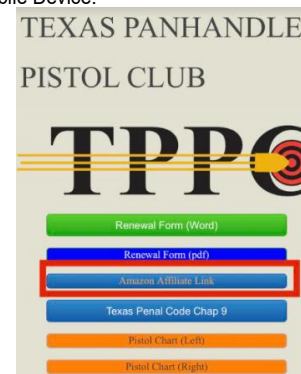 TEXAS PANHANDLE
PISTOL CLUB
TPPC
Renewal Form (Word)
Renewal Form (pdf)
Amazon Affiliate Link
Texas Penal Code Chap 9
Pistol Chart (Left)
Pistol Chart (Right)